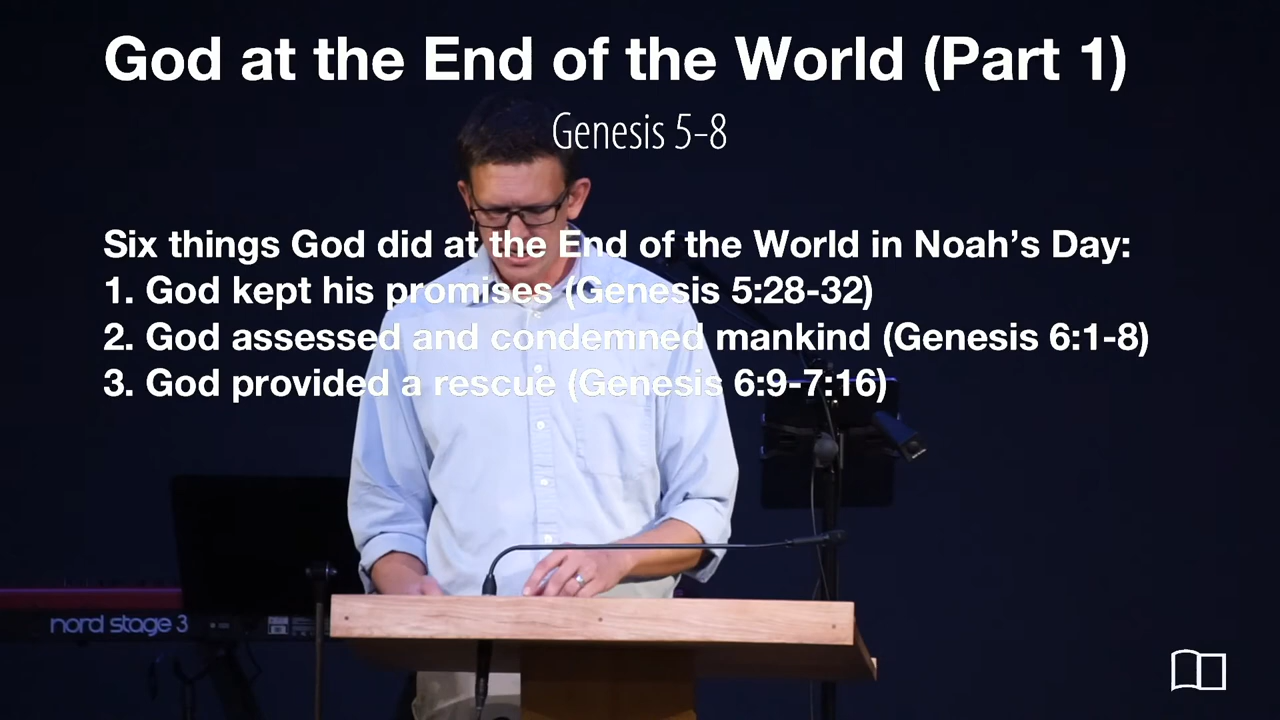 God at the End of the World (Part 1)
Genesis 5-8
Six things God did at the End of the World in Noah’s Day:
1. God kept his promises (Genesis 5:28-32)
2. God assessed and condemned mankind (Genesis 6:1-8)
3. God provided a rescue (Genesis 6:9-7:16)
nord stage 3